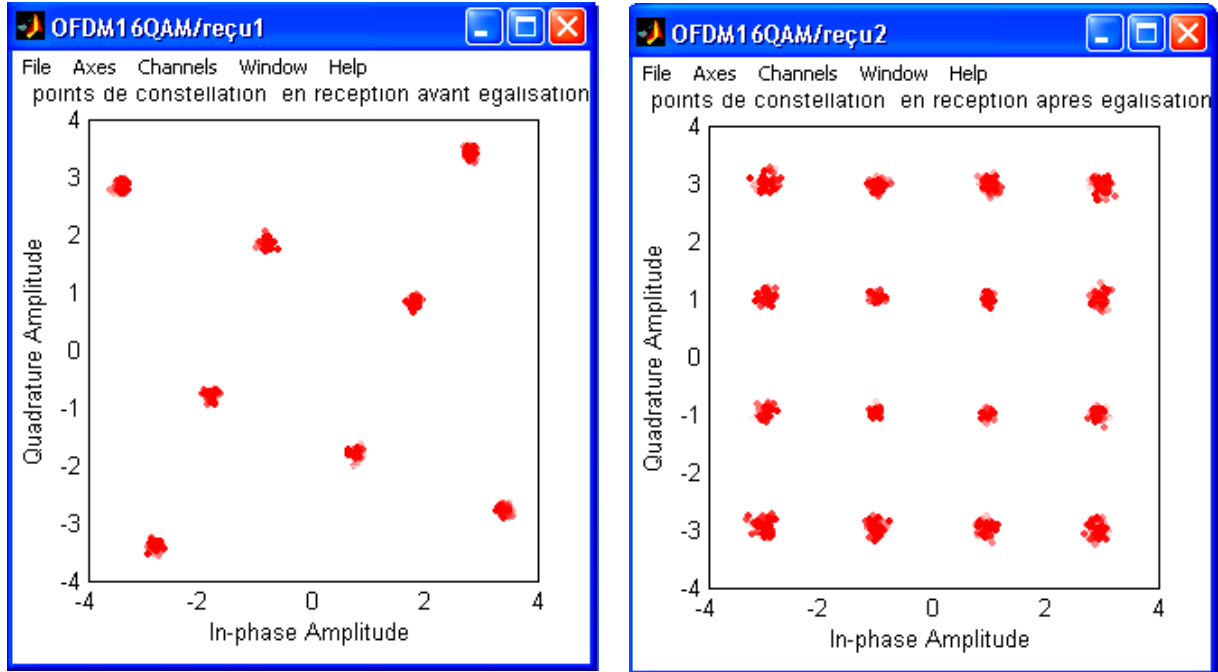 OFDM16QAM/reçu1
File Axes Channels Window Help
points de constellation en reception avant egalisation
4
3
2
1
0
-1
-2
-3
-4
-4 -2 0 2 4
Quadrature Amplitude
In-phase Amplitude
OFDM16QAM/reçu2
File Axes Channels Window Help
points de constellation en reception apres egalisation
4
3
2
1
0
-1
-2
-3
-4
-4 -2 0 2 4
Quadrature Amplitude
In-phase Amplitude